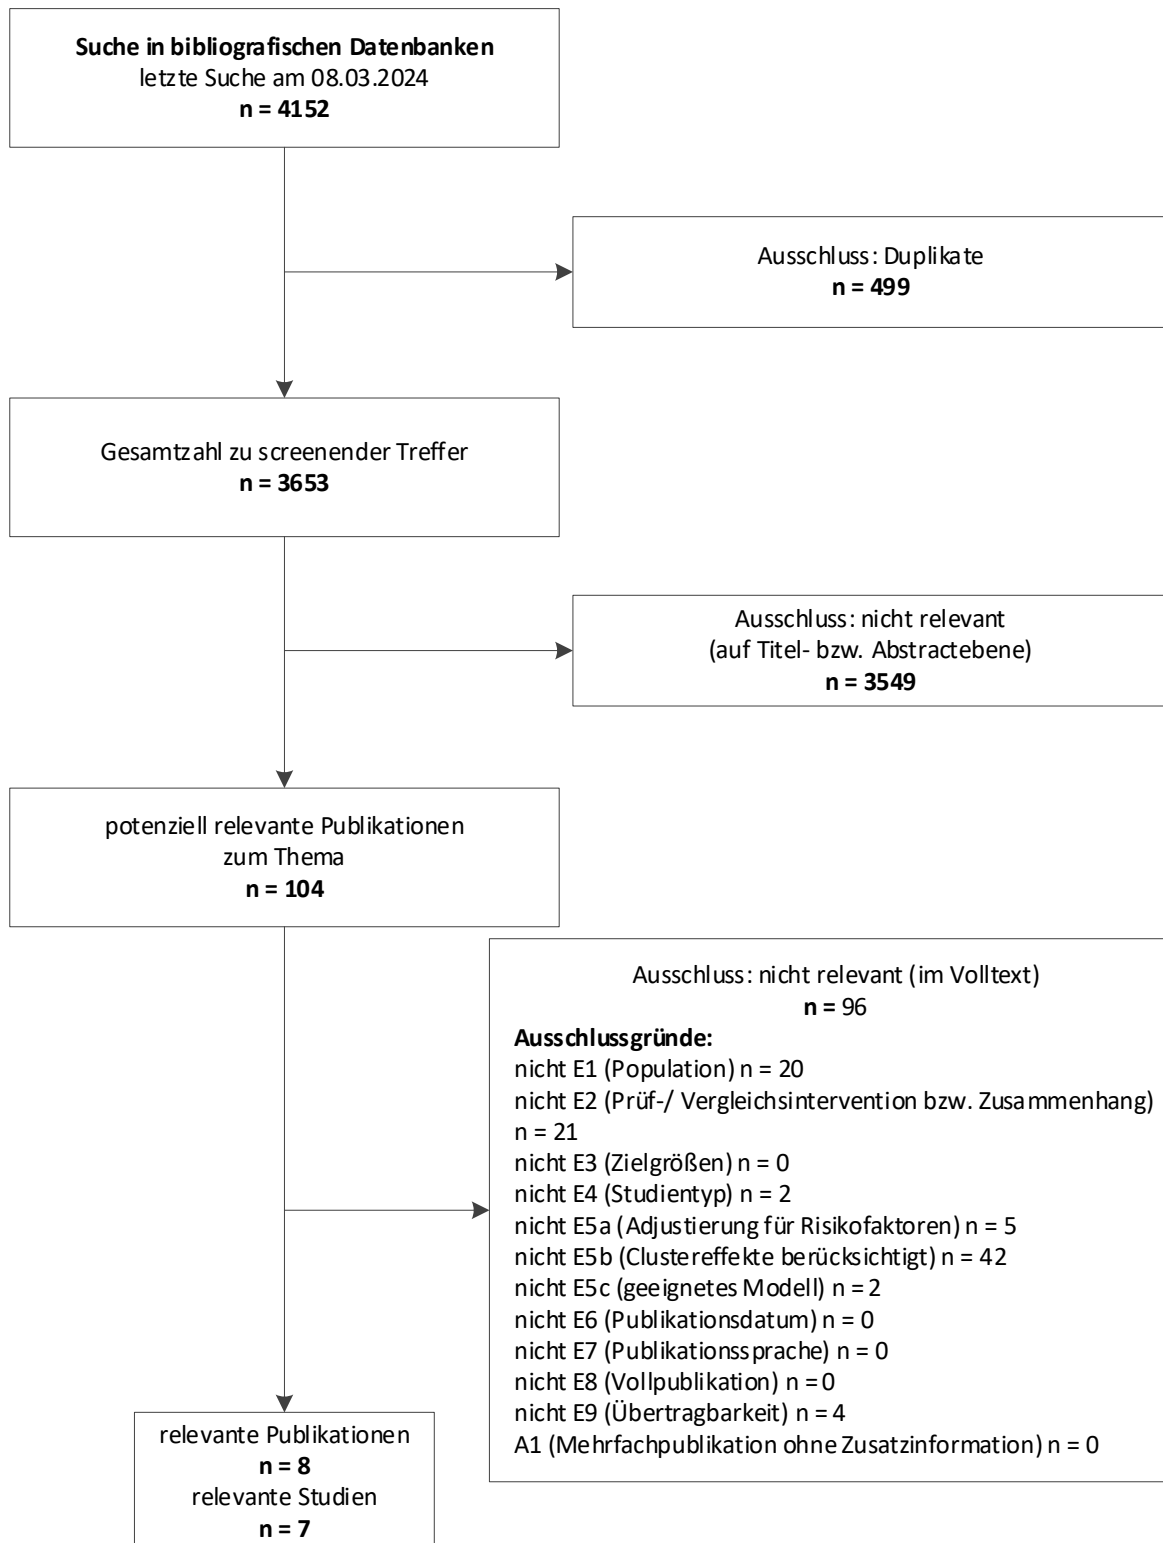 Suche in bibliografischen Datenbanken
letzte Suche am 08.03.2024
n = 4152
Ausschluss: Duplikate
n = 499
Gesamtzahl zu screenender Treffer
n = 3653
Ausschluss: nicht relevant
(auf Titel- bzw. Abstractebene)
n = 3549
potenziell relevante Publikationen
zum Thema
n = 104
Ausschluss: nicht relevant (im Volltext)
n = 96
Ausschlussgründe:
nicht E1 (Population) n = 20
nicht E2 (Prüf-/ Vergleichsintervention bzw. Zusammenhang)
n = 21
nicht E3 (Zielgrößen) n = 0
nicht E4 (Studientyp) n = 2
nicht E5a (Adjustierung für Risikofaktoren) n = 5
nicht E5b (Clustereffekte berücksichtigt) n = 42
nicht E5c (geeignetes Modell) n = 2
nicht E6 (Publikationsdatum) n = 0
nicht E7 (Publikationssprache) n = 0
nicht E8 (Vollpublikation) n = 0
nicht E9 (Übertragbarkeit) n = 4
A1 (Mehrfachpublikation ohne Zusatzinformation) n = 0
relevante Publikationen
n = 8
relevante Studien
n = 7